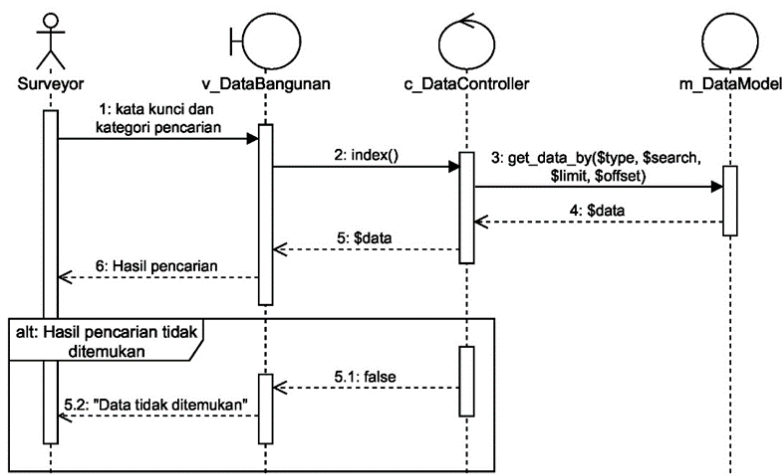 Surveyor
v_DataBangunan
c_DataController
m_DataModel
1: kata kunci dan
kategori pencarian
2: index()
3: get_data_by($type, $search,
$limit, $offset)
4: $data
5: $data
6: Hasil pencarian
alt: Hasil pencarian tidak
ditemukan
5.1: false
5.2: "Data tidak ditemukan"